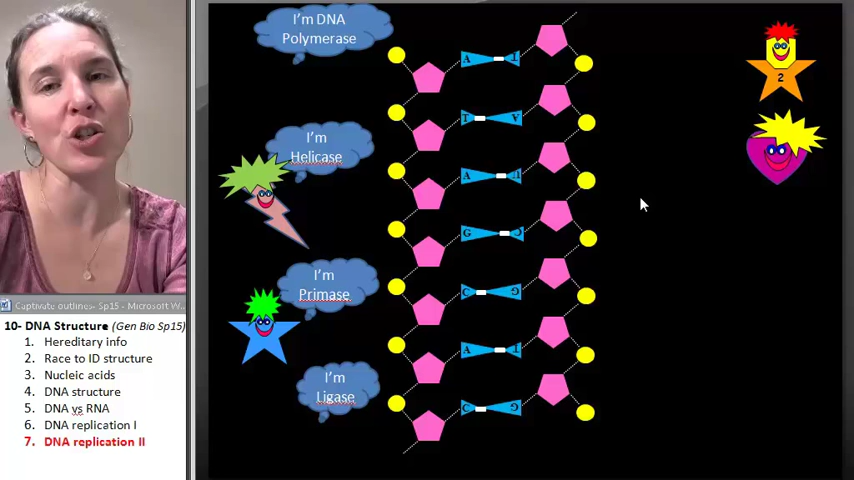 I'm DNA
Polymerase
I'm
Helicase
I'm
Primase
I'm
Ligase
A T
T A
A T
G C
C G
A T
C G
2
Captivate outlines- Sp15 - Microsoft W...
10- DNA Structure (Gen Bio Sp15)
1. Hereditary info
2. Race to ID structure
3. Nucleic acids
4. DNA structure
5. DNA vs RNA
6. DNA replication I
7. DNA replication II